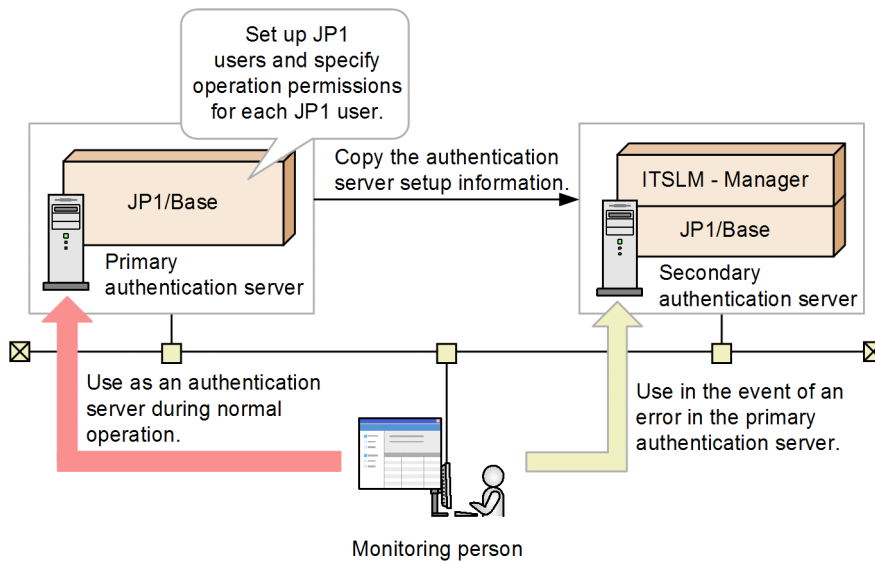 Set up JP1
users and specify
operation permissions
for each JP1 user.
Copy the authentication
server setup information.
JP1/Base
Primary
authentication server
ITSLM - Manager
JP1/Base
Secondary
authentication server
Use as an authentication
server during normal
operation.
Use in the event of an
error in the primary
authentication server.
Monitoring person